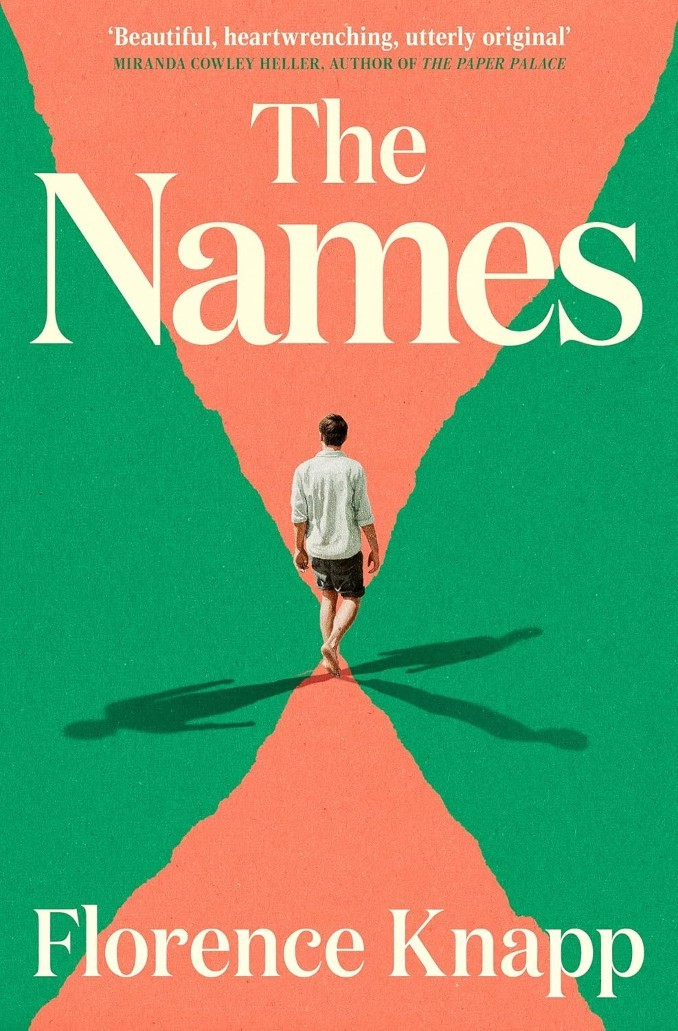 ‘Beautiful, heartwrenching, utterly original’
MIRANDA COWLEY HELLER, AUTHOR OF THE PAPER PALACE
The
Names
Florence Knapp